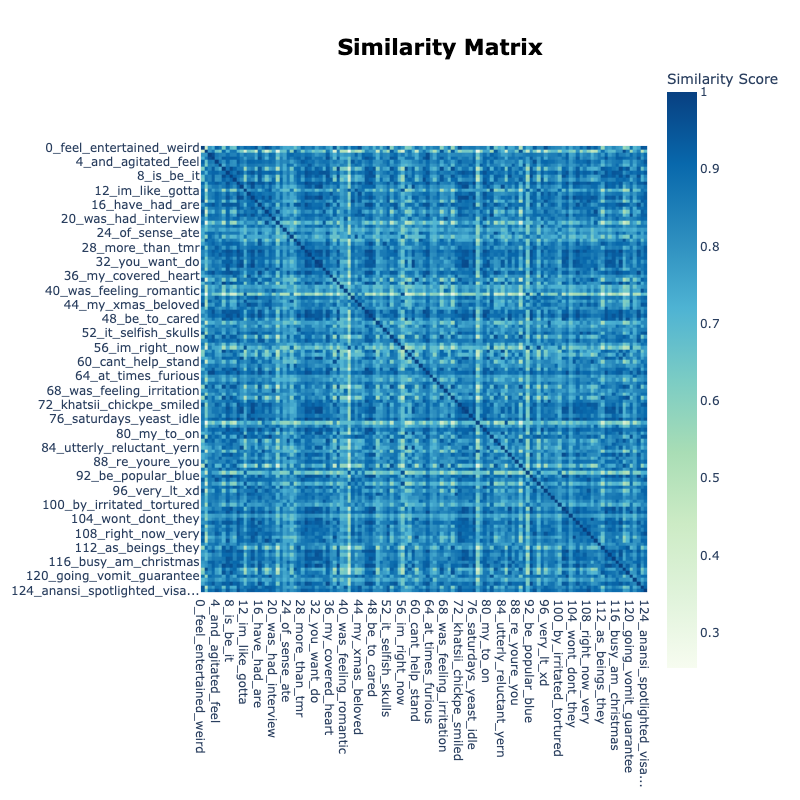 Similarity Matrix
Similarity Score
1
0.9
0.8
0.7
0.6
0.5
0.4
0.3
0_feel_entertained_weird
4_and_agitated_feel
8_is_be_it
12_im_like_gotta
16_have_had_are
20_was_had_interview
24_of_sense_ate
28_more_than_tmr
32_you_want_do
36_my_covered_heart
40_was_feeling_romantic
44_my_xmas_beloved
48_be_to_cared
52_it_selfish_skulls
56_im_right_now
60_cant_help_stand
64_at_times_furious
68_was_feeling_irritation
72_khatsii_chickpe_smiled
76_saturdays_yeast_idle
80_my_to_on
84_utterly_reluctant_yern
88_re_youre_you
92_be_popular_blue
96_very_lt_xd
100_by_irritated_tortured
104_wont_dont_they
108_right_now_very
112_as_beings_they
116_busy_am_christmas
120_going_vomit_guarantee
124_anansi_spotlighted_visa…
0_feel_entertained_weird
4_and_agitated_feel
8_is_be_it
12_im_like_gotta
16_have_had_are
20_was_had_interview
24_of_sense_ate
28_more_than_tmr
32_you_want_do
36_my_covered_heart
40_was_feeling_romantic
44_my_xmas_beloved
48_be_to_cared
52_it_selfish_skulls
56_im_right_now
60_cant_help_stand
64_at_times_furious
68_was_feeling_irritation
72_khatsii_chickpe_smiled
76_saturdays_yeast_idle
80_my_to_on
84_utterly_reluctant_yern
88_re_youre_you
92_be_popular_blue
96_very_lt_xd
100_by_irritated_tortured
104_wont_dont_they
108_right_now_very
112_as_beings_they
116_busy_am_christmas
120_going_vomit_guarantee
124_anansi_spotlighted_visa…